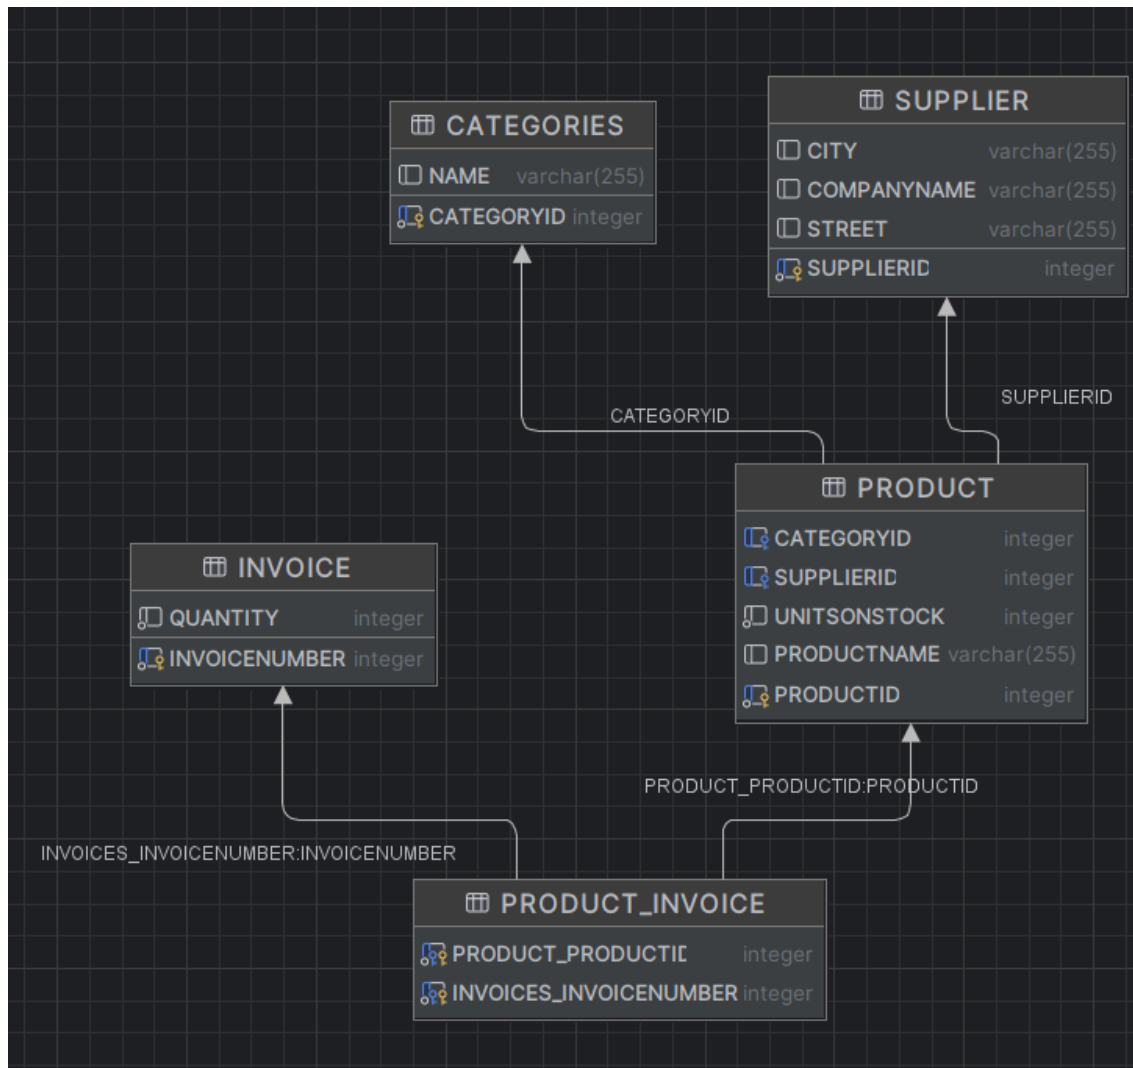 CATEGORIES
NAME varchar(255)
CATEGORYID integer
SUPPLIER
CITY varchar(255)
COMPANYNAME varchar(255)
STREET varchar(255)
SUPPLIERID integer
CATEGORYID
SUPPLIERID
PRODUCT
CATEGORYID integer
SUPPLIERID integer
UNITSONSTOCK integer
PRODUCTNAME varchar(255)
PRODUCTID integer
INVOICE
QUANTITY integer
INVOICENUMBER integer
PRODUCT_PRODUCTID:PRODUCTID
INVOICES_INVOICENUMBER:INVOICENUMBER
PRODUCT_INVOICE
PRODUCT_PRODUCTID integer
INVOICES_INVOICENUMBER integer